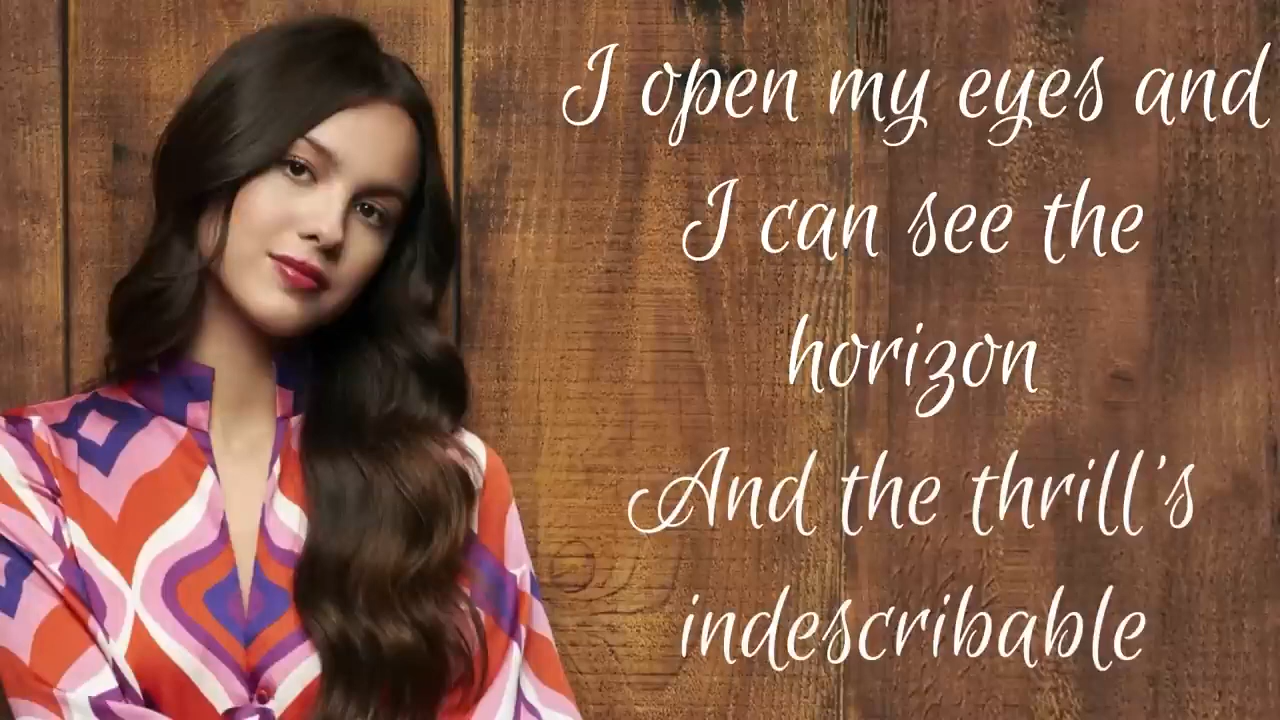 I open my eyes and
I can see the
horizon
And the thrill's
indescribable